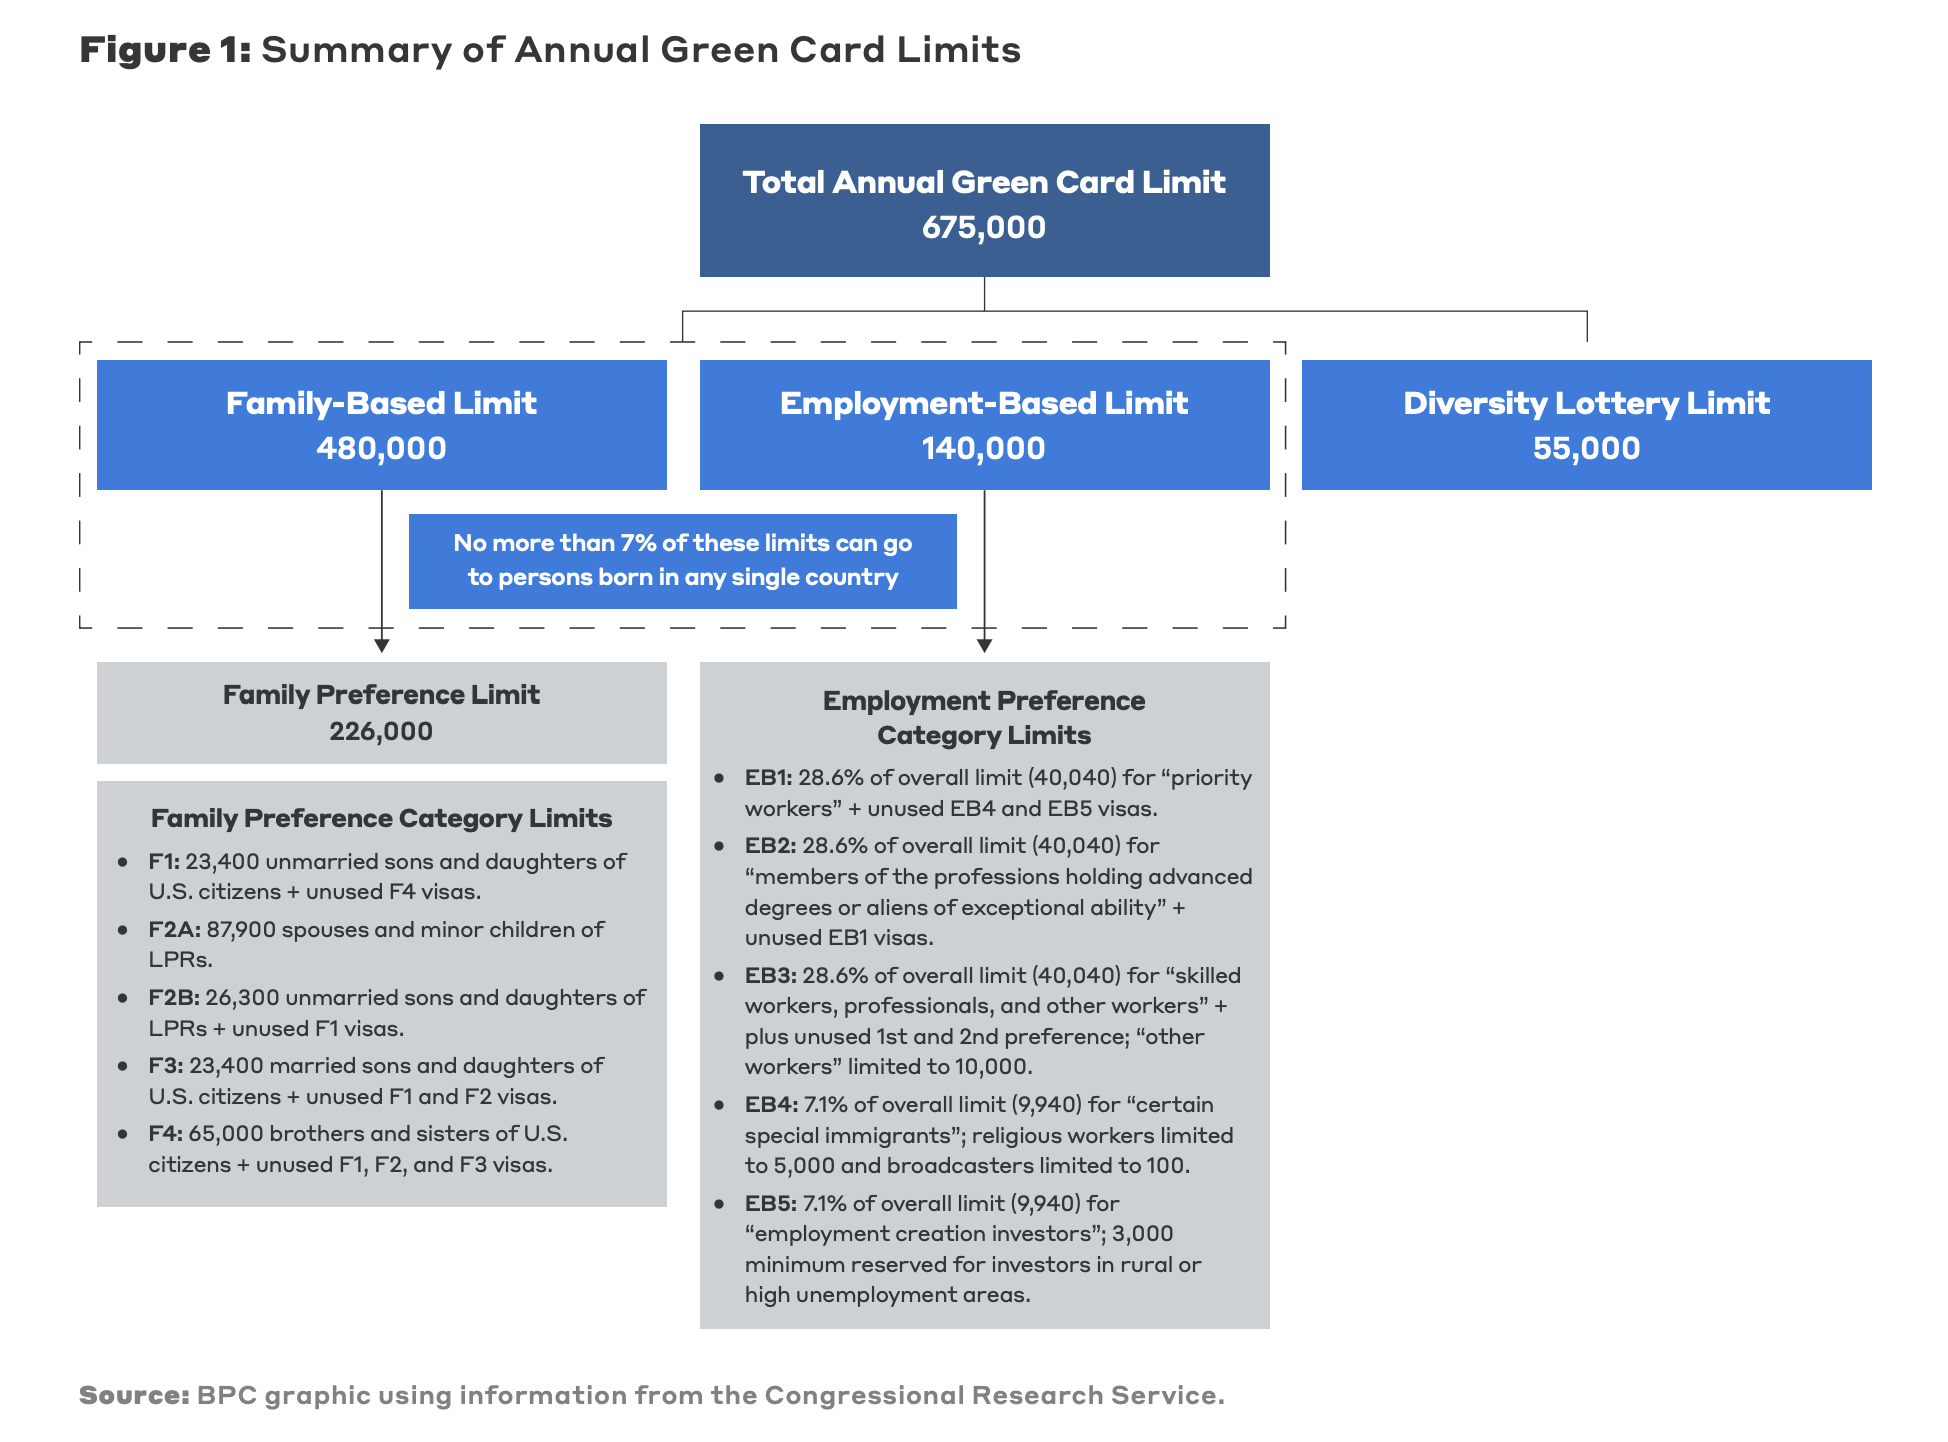 Figure 1: Summary of Annual Green Card Limits
Total Annual Green Card Limit
675,000
Family-Based Limit
480,000
Employment-Based Limit
140,000
Diversity Lottery Limit
55,000
No more than 7% of these limits can go
to persons born in any single country
Family Preference Limit
226,000
Family Preference Category Limits
• F1: 23,400 unmarried sons and daughters of
U.S. citizens + unused F4 visas.
• F2A: 87,900 spouses and minor children of
LPRs.
• F2B: 26,300 unmarried sons and daughters of
LPRs + unused F1 visas.
• F3: 23,400 married sons and daughters of
U.S. citizens + unused F1 and F2 visas.
• F4: 65,000 brothers and sisters of U.S.
citizens + unused F1, F2, and F3 visas.
Employment Preference
Category Limits
• EB1: 28.6% of overall limit (40,040) for “priority
workers” + unused EB4 and EB5 visas.
• EB2: 28.6% of overall limit (40,040) for
“members of the professions holding advanced
degrees or aliens of exceptional ability” +
unused EB1 visas.
• EB3: 28.6% of overall limit (40,040) for “skilled
workers, professionals, and other workers” +
plus unused 1st and 2nd preference; “other
workers” limited to 10,000.
• EB4: 7.1% of overall limit (9,940) for “certain
special immigrants”; religious workers limited
to 5,000 and broadcasters limited to 100.
• EB5: 7.1% of overall limit (9,940) for
“employment creation investors”; 3,000
minimum reserved for investors in rural or
high unemployment areas.
Source: BPC graphic using information from the Congressional Research Service.